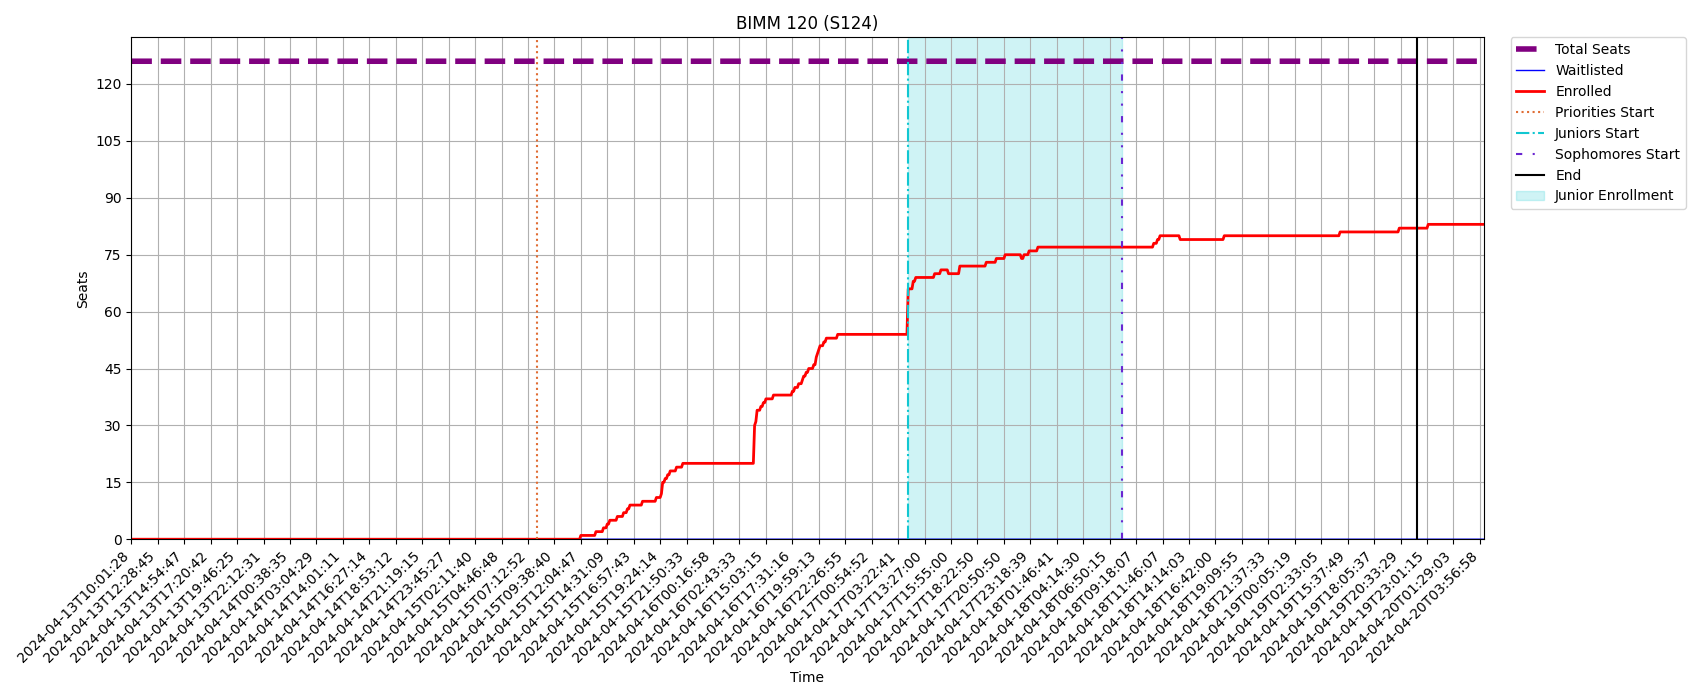 BIMM 120 (S124)
Total Seats
Waitlisted
Enrolled
Priorities Start
Juniors Start
Sophomores Start
End
Junior Enrollment
Seats
120
105
90
75
60
45
30
15
0
2024-04-13T10:01:28
2024-04-13T12:28:45
2024-04-13T14:54:47
2024-04-13T17:20:42
2024-04-13T19:46:25
2024-04-13T22:12:31
2024-04-14T00:38:35
2024-04-14T03:04:29
2024-04-14T14:01:11
2024-04-14T16:27:14
2024-04-14T18:53:12
2024-04-14T21:19:15
2024-04-14T23:45:27
2024-04-15T02:11:40
2024-04-15T04:46:48
2024-04-15T07:12:52
2024-04-15T09:38:40
2024-04-15T12:04:47
2024-04-15T14:31:09
2024-04-15T16:57:43
2024-04-15T19:24:14
2024-04-15T21:50:33
2024-04-16T00:16:58
2024-04-16T02:43:33
2024-04-16T15:03:15
2024-04-16T17:31:16
2024-04-16T19:59:13
2024-04-16T22:26:55
2024-04-17T00:54:52
2024-04-17T03:22:41
2024-04-17T13:27:00
2024-04-17T15:55:00
2024-04-17T18:22:50
2024-04-17T20:50:50
2024-04-17T23:18:39
2024-04-18T01:46:41
2024-04-18T04:14:30
2024-04-18T06:50:15
2024-04-18T09:18:07
2024-04-18T11:46:07
2024-04-18T14:14:03
2024-04-18T16:42:00
2024-04-18T19:09:55
2024-04-18T21:37:33
2024-04-19T00:05:19
2024-04-19T02:33:05
2024-04-19T15:37:49
2024-04-19T18:05:37
2024-04-19T20:33:29
2024-04-19T23:01:15
2024-04-20T01:29:03
2024-04-20T03:56:58
Time